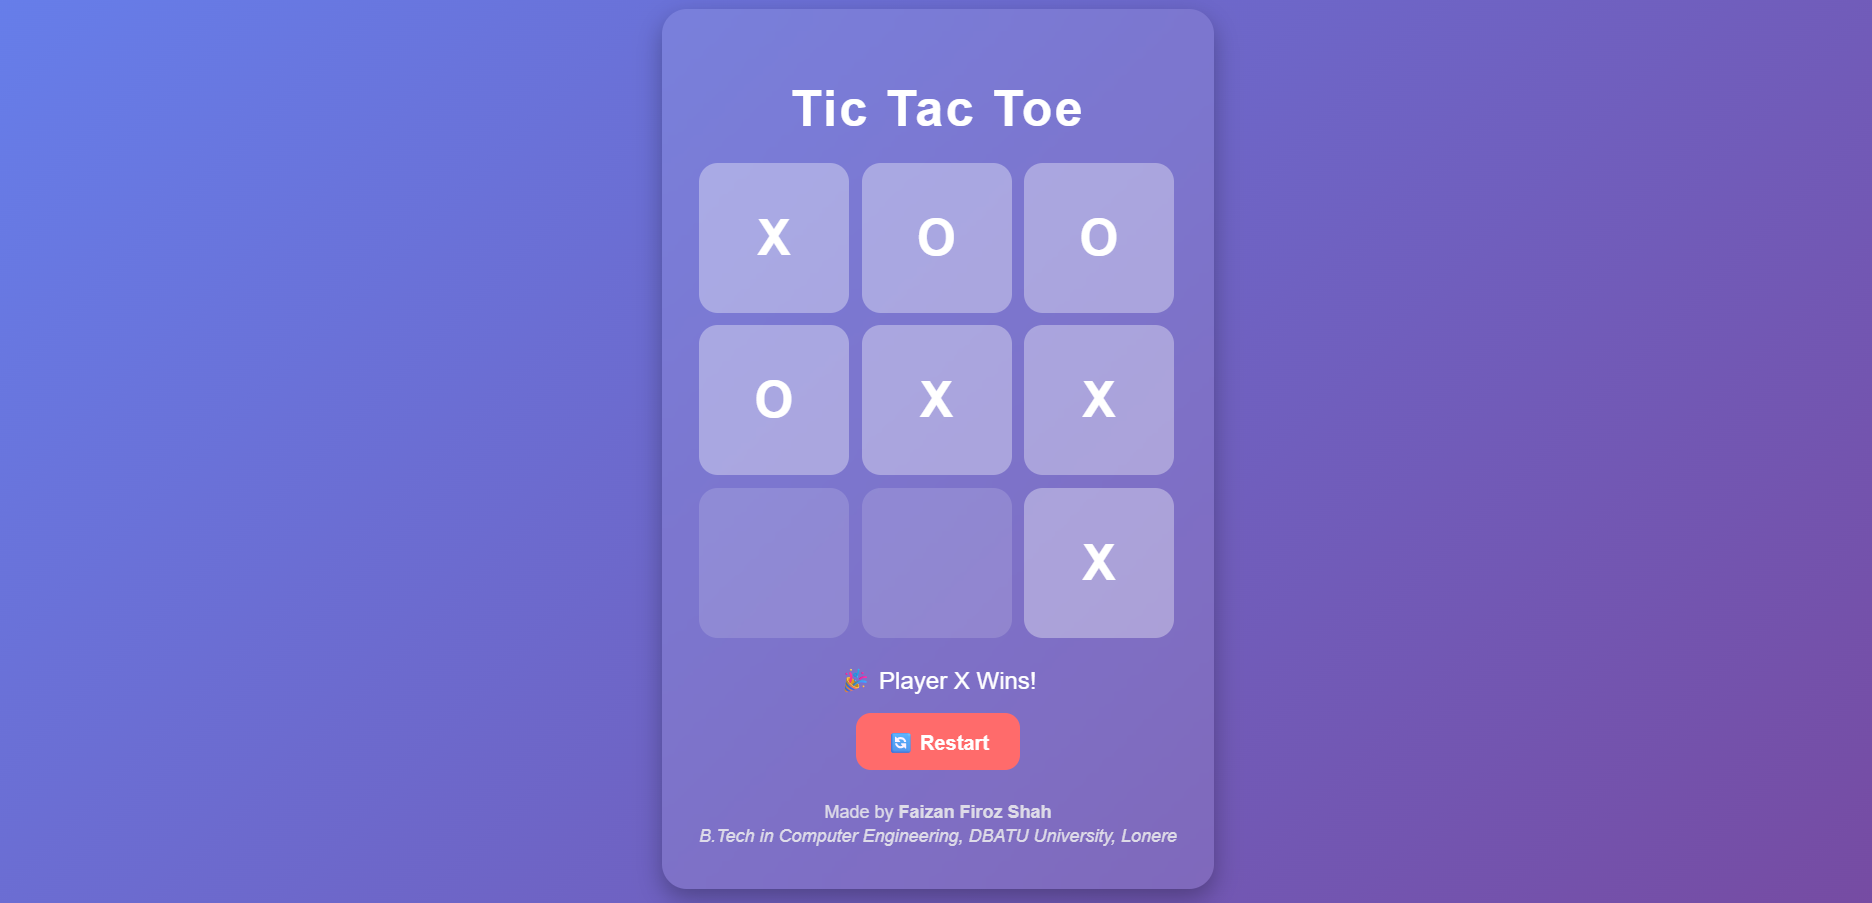 Tic Tac Toe
X O O
O X X
X
🎉 Player X Wins!
🔄 Restart
Made by Faizan Firoz Shah
B.Tech in Computer Engineering, DBATU University, Lonere